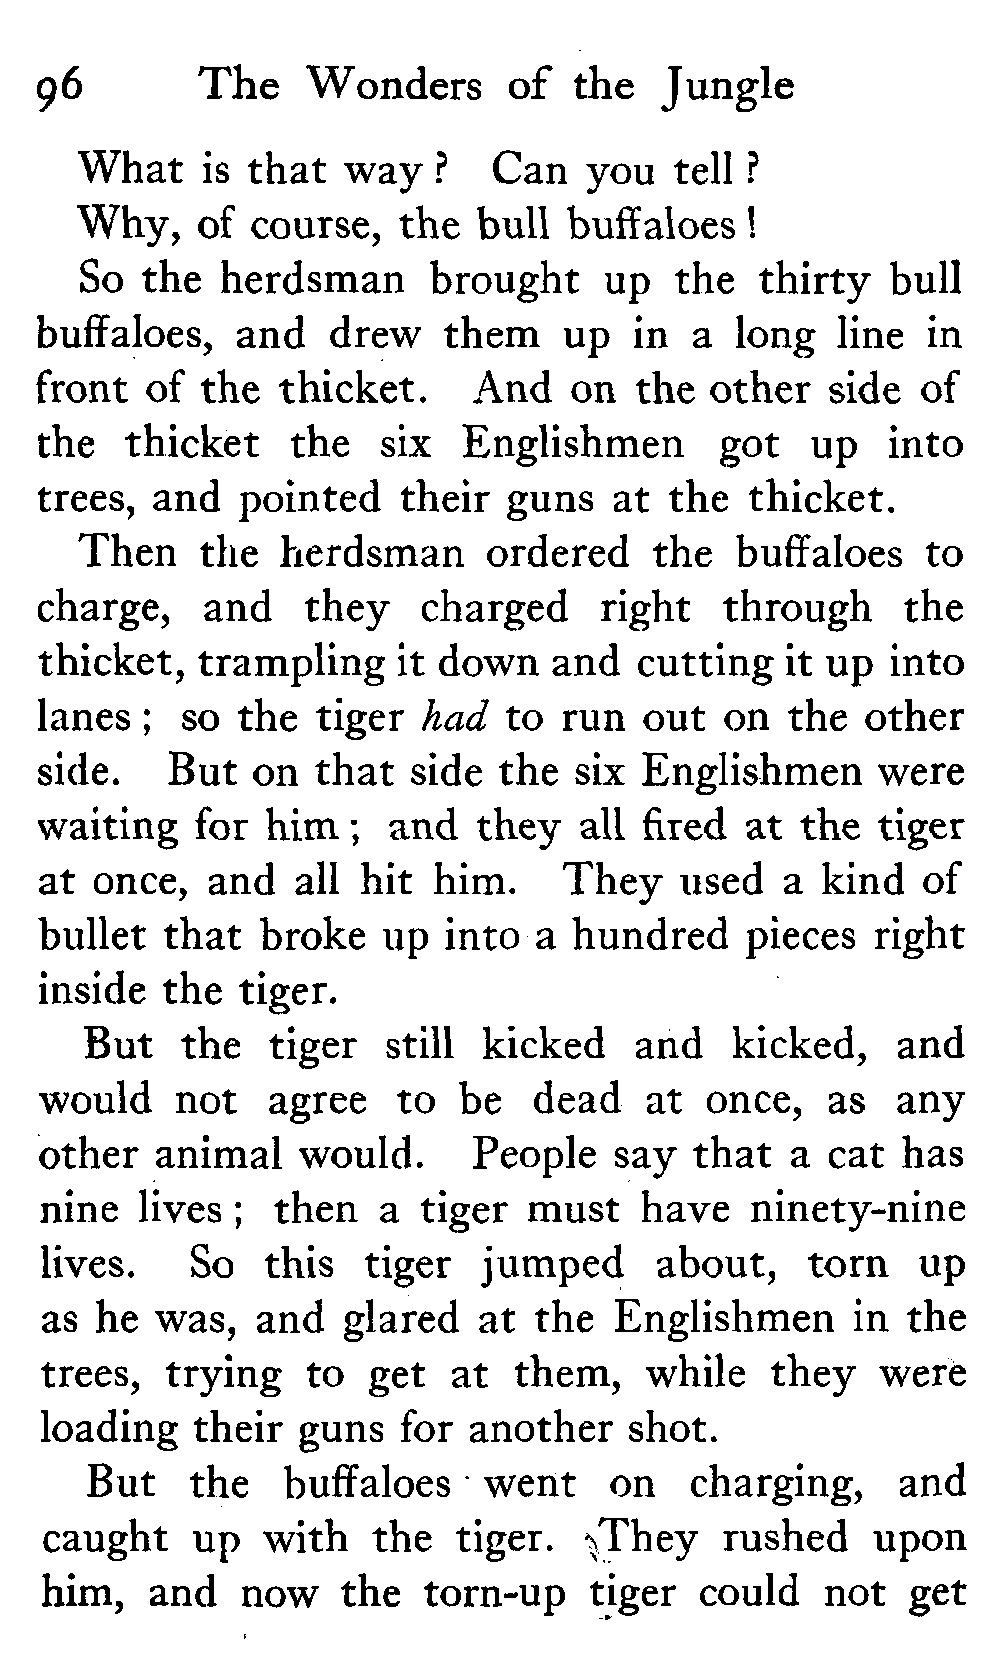 96 The Wonders of the Jungle
What is that way ? Can you tell ?
Why, of course, the bull buffaloes !
So the herdsman brought up the thirty bull
buffaloes, and drew them up in a long line in
front of the thicket. And on the other side of
the thicket the six Englishmen got up into
trees, and pointed their guns at the thicket.
Then the herdsman ordered the buffaloes to
charge, and they charged right through the
thicket, trampling it down and cutting it up into
lanes ; so the tiger had to run out on the other
side. But on that side the six Englishmen were
waiting for him ; and they all fired at the tiger
at once, and all hit him. They used a kind of
bullet that broke up into a hundred pieces right
inside the tiger.
But the tiger still kicked and kicked, and
would not agree to be dead at once, as any
other animal would. People say that a cat has
nine lives ; then a tiger must have ninety-nine
lives. So this tiger jumped about, torn up
as he was, and glared at the Englishmen in the
trees, trying to get at them, while they were
loading their guns for another shot.
But the buffaloes went on charging, and
caught up with the tiger. They rushed upon
him, and now the torn-up tiger could not get